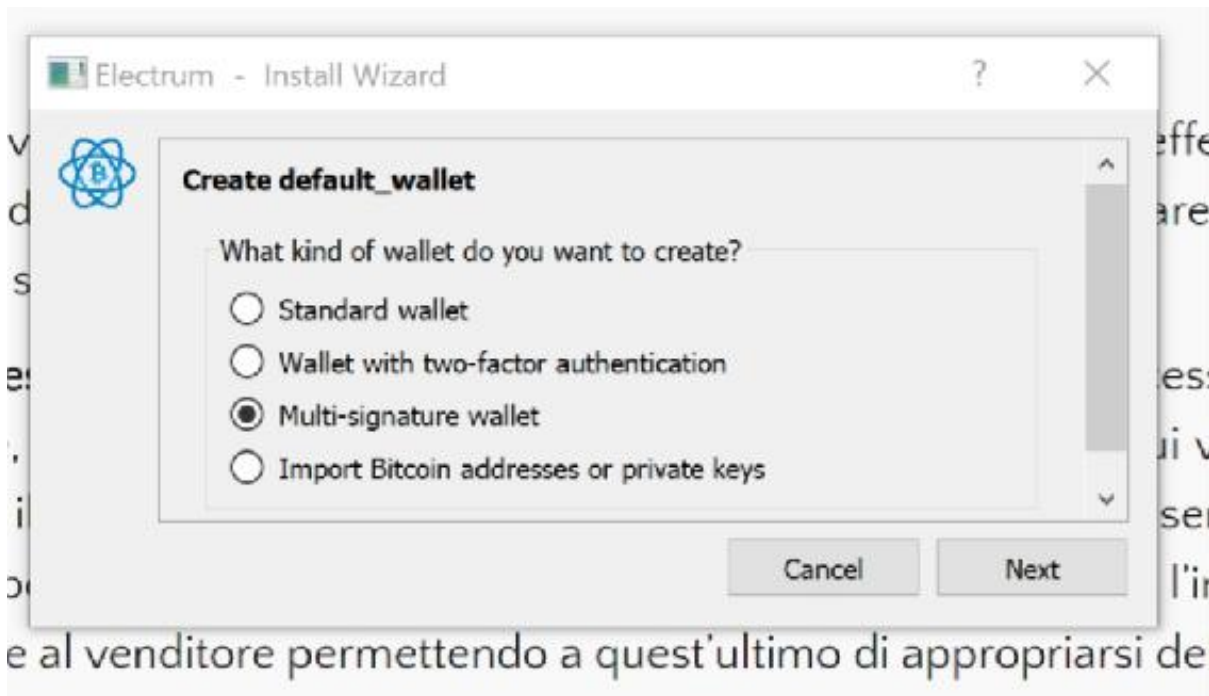 Electrum - Install Wizard
Create default_wallet
What kind of wallet do you want to create?
Standard wallet
Wallet with two-factor authentication
Multi-signature wallet
Import Bitcoin addresses or private keys
Cancel Next
e al venditore permettendo a quest'ultimo di appropriarsi de